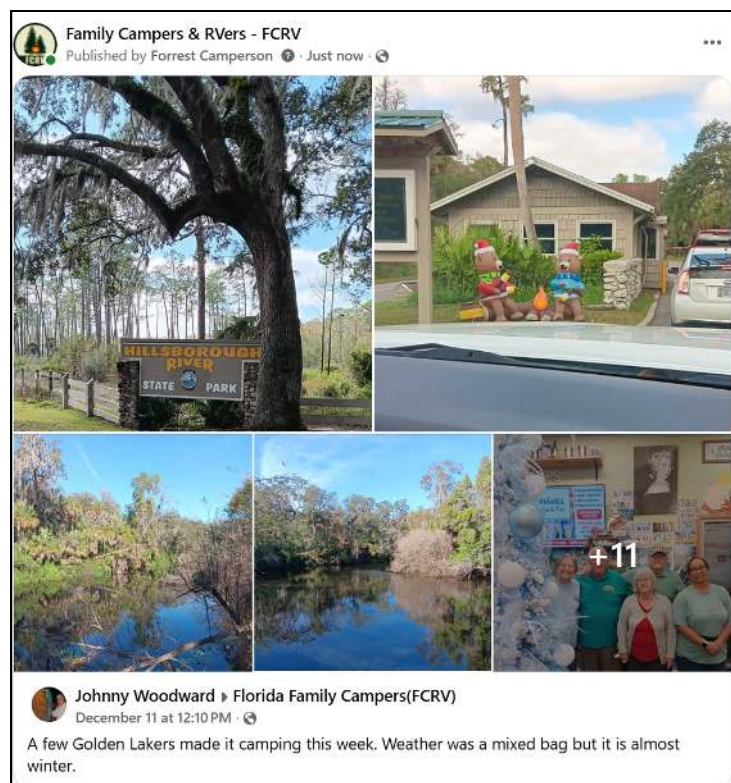 Family Campers & RVers - FCRV
Published by Forrest Camperson · Just now ·
FCRV
HILLSBOROUGH
RIVER
STATE PARK
+11
Johnny Woodward ▸ Florida Family Campers(FCRV)
December 11 at 12:10 PM ·
A few Golden Lakers made it camping this week. Weather was a mixed bag but it is almost
winter.